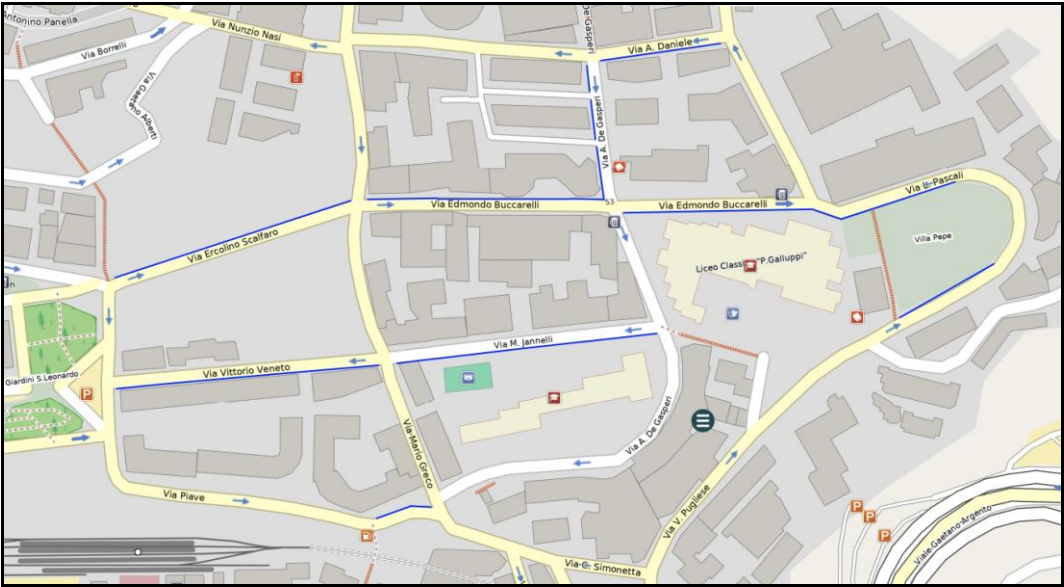 Antonino Panella
Via Nunzio Nasi
De Gasperi
Via A. Daniele
Via Borrelli
Via Gaetano Alberti
Via A. De Gasperi
Via L. Pascali
53
Via Edmondo Buccarelli
Via Edmondo Buccarelli
Via Ercolino Scalfaro
Villa Pepe
Liceo Classico "P.Galluppi"
n
Via M. Jannelli
Via Vittorio Veneto
Giardini S.Leonardo
P
Via Mario Greco
Via A. De Gasperi
Via Piave
Via V. Pugliese
P
P
P
Viale-Gaetano-Argento
Via C. Simonetta